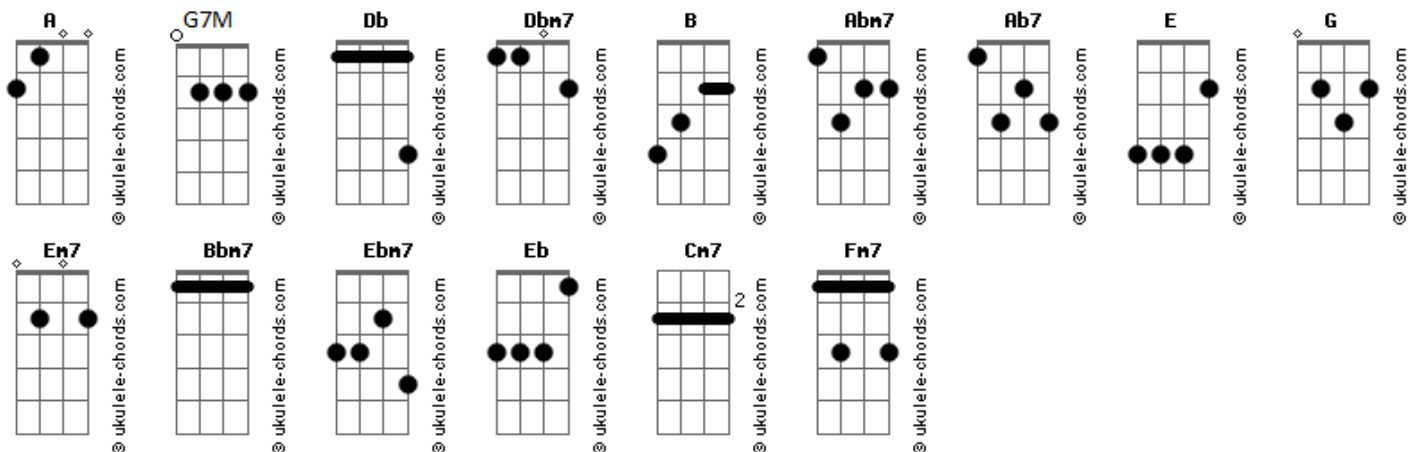 A G7M Db Dbm7 B Abm7 Ab7 E G
© ukulele-chords.com © ukulele-chords.com © ukulele-chords.com © ukulele-chords.com © ukulele-chords.com © ukulele-chords.com © ukulele-chords.com © ukulele-chords.com © ukulele-chords.com
Em7 Bbm7 Ebm7 Eb Cm7 Fm7
2
© ukulele-chords.com © ukulele-chords.com © ukulele-chords.com © ukulele-chords.com © ukulele-chords.com © ukulele-chords.com